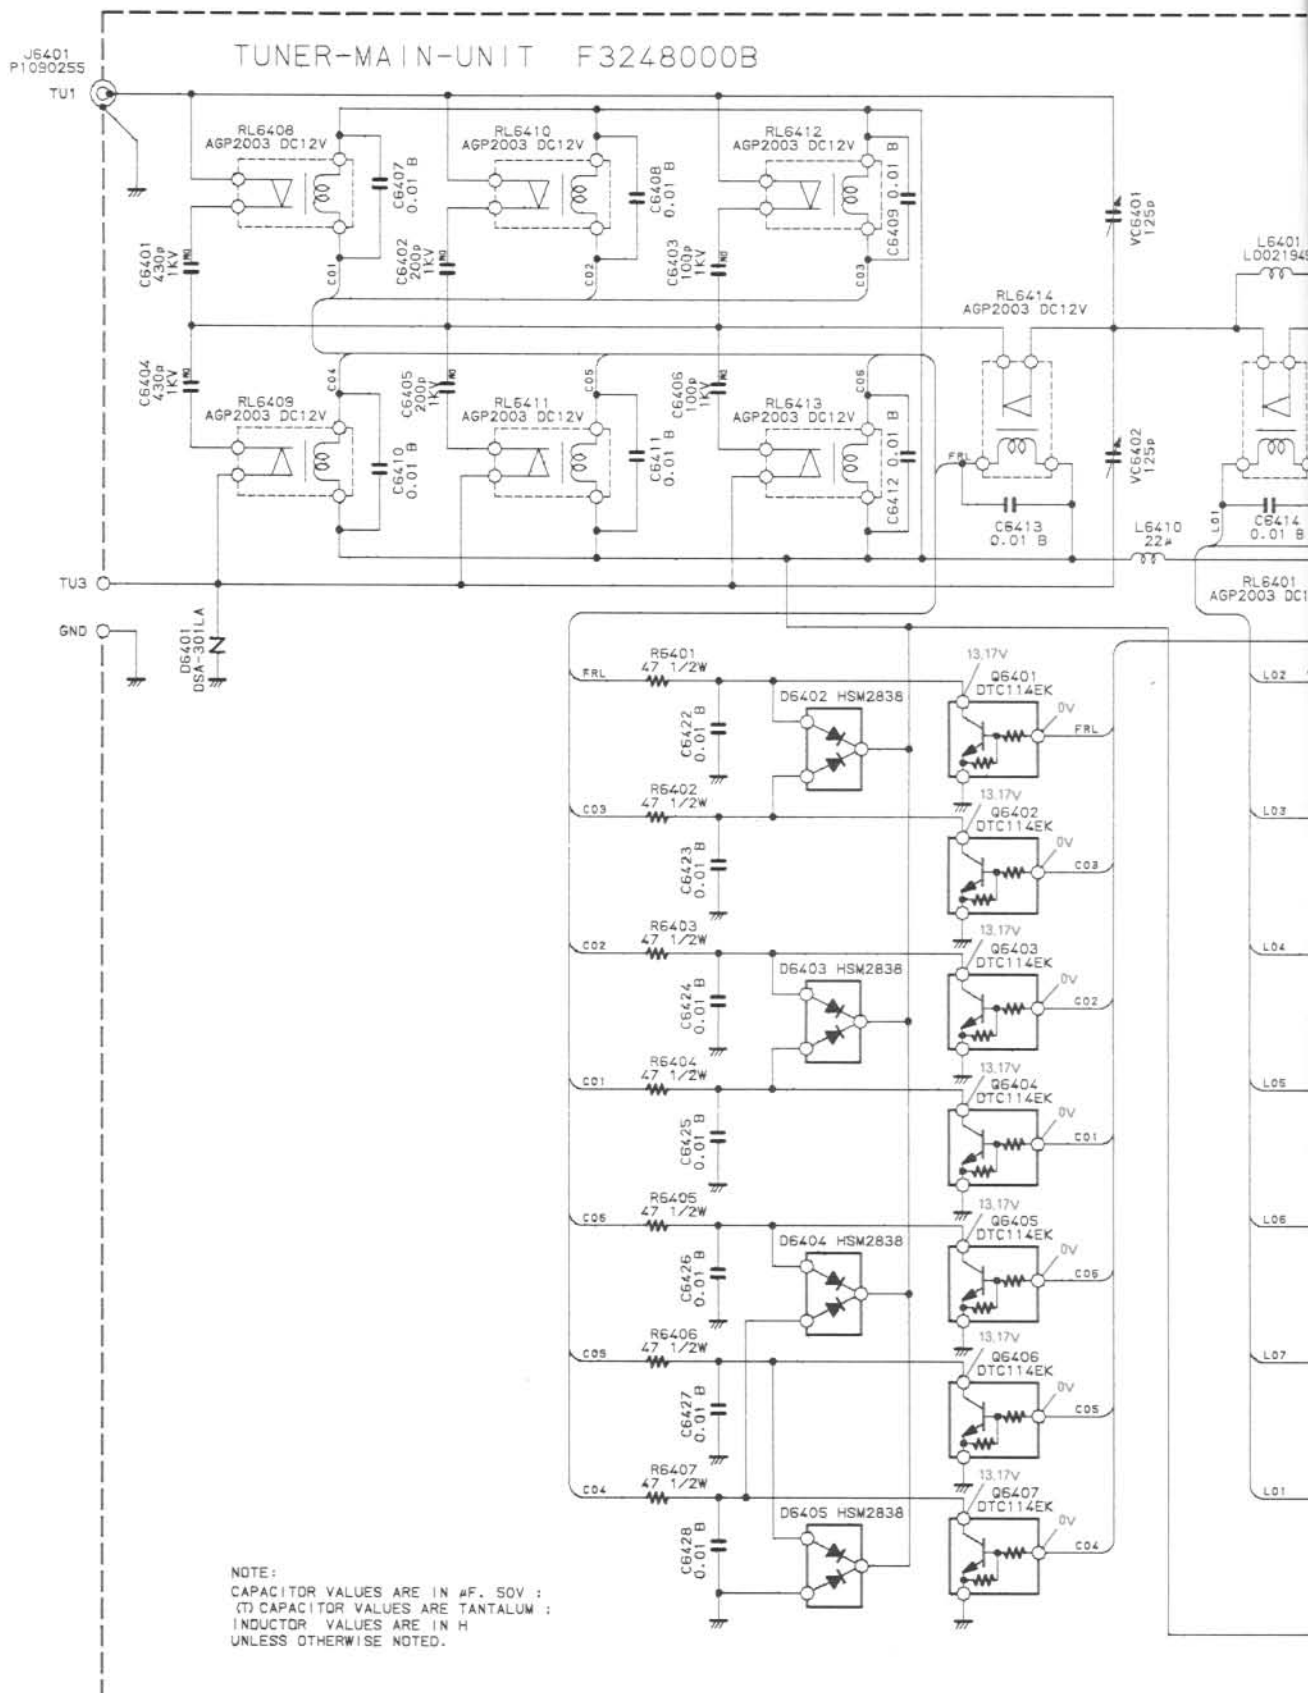 TUNER-MAIN-UNIT F3248000B
J6401
P1090255
TU1
RL6408
AGP2003 DC12V
C6407
0.01 B
RL6410
AGP2003 DC12V
C6408
0.01 B
RL6412
AGP2003 DC12V
C6409 0.01 B
VC6401
125p
L6401
C6401
430p
1KV
C01
C6402
200p
1KV
C02
C6403
100p
1KV
C03
RL6414
AGP2003 DC12V
C6404
430p
1KV
C04
C6405
200p
1KV
C05
C6406
100p
1KV
C06
RL6409
AGP2003 DC12V
C6410
0.01 B
RL6411
AGP2003 DC12V
C6411
0.01 B
RL6413
AGP2003 DC12V
C6412 0.01 B
FRL
C6413
0.01 B
VC6402
125p
L6410
22μ
L01
C6414
0.01 B
TU3
GND
D6401
DSA-301LA
RL6401
AGP2003 DC1
FRL
R6401
47 1/2W
C6422
0.01 B
D6402 HSM2838
13.17V
Q6401
DTC114EK
0V
FRL
L02
C03
R6402
47 1/2W
C6423
0.01 B
13.17V
Q6402
DTC114EK
0V
C03
L03
C02
R6403
47 1/2W
C6424
0.01 B
D6403 HSM2838
13.17V
Q6403
DTC114EK
0V
C02
L04
C01
R6404
47 1/2W
C6425
0.01 B
13.17V
Q6404
DTC114EK
0V
C01
L05
C06
R6405
47 1/2W
C6426
0.01 B
D6404 HSM2838
13.17V
Q6405
DTC114EK
0V
C06
L06
C05
R6406
47 1/2W
C6427
0.01 B
13.17V
Q6406
DTC114EK
0V
C05
L07
C04
R6407
47 1/2W
C6428
0.01 B
D6405 HSM2838
13.17V
Q6407
DTC114EK
0V
C04
L01
NOTE:
CAPACITOR VALUES ARE IN μF. 50V :
(T) CAPACITOR VALUES ARE TANTALUM :
INDUCTOR VALUES ARE IN H
UNLESS OTHERWISE NOTED.